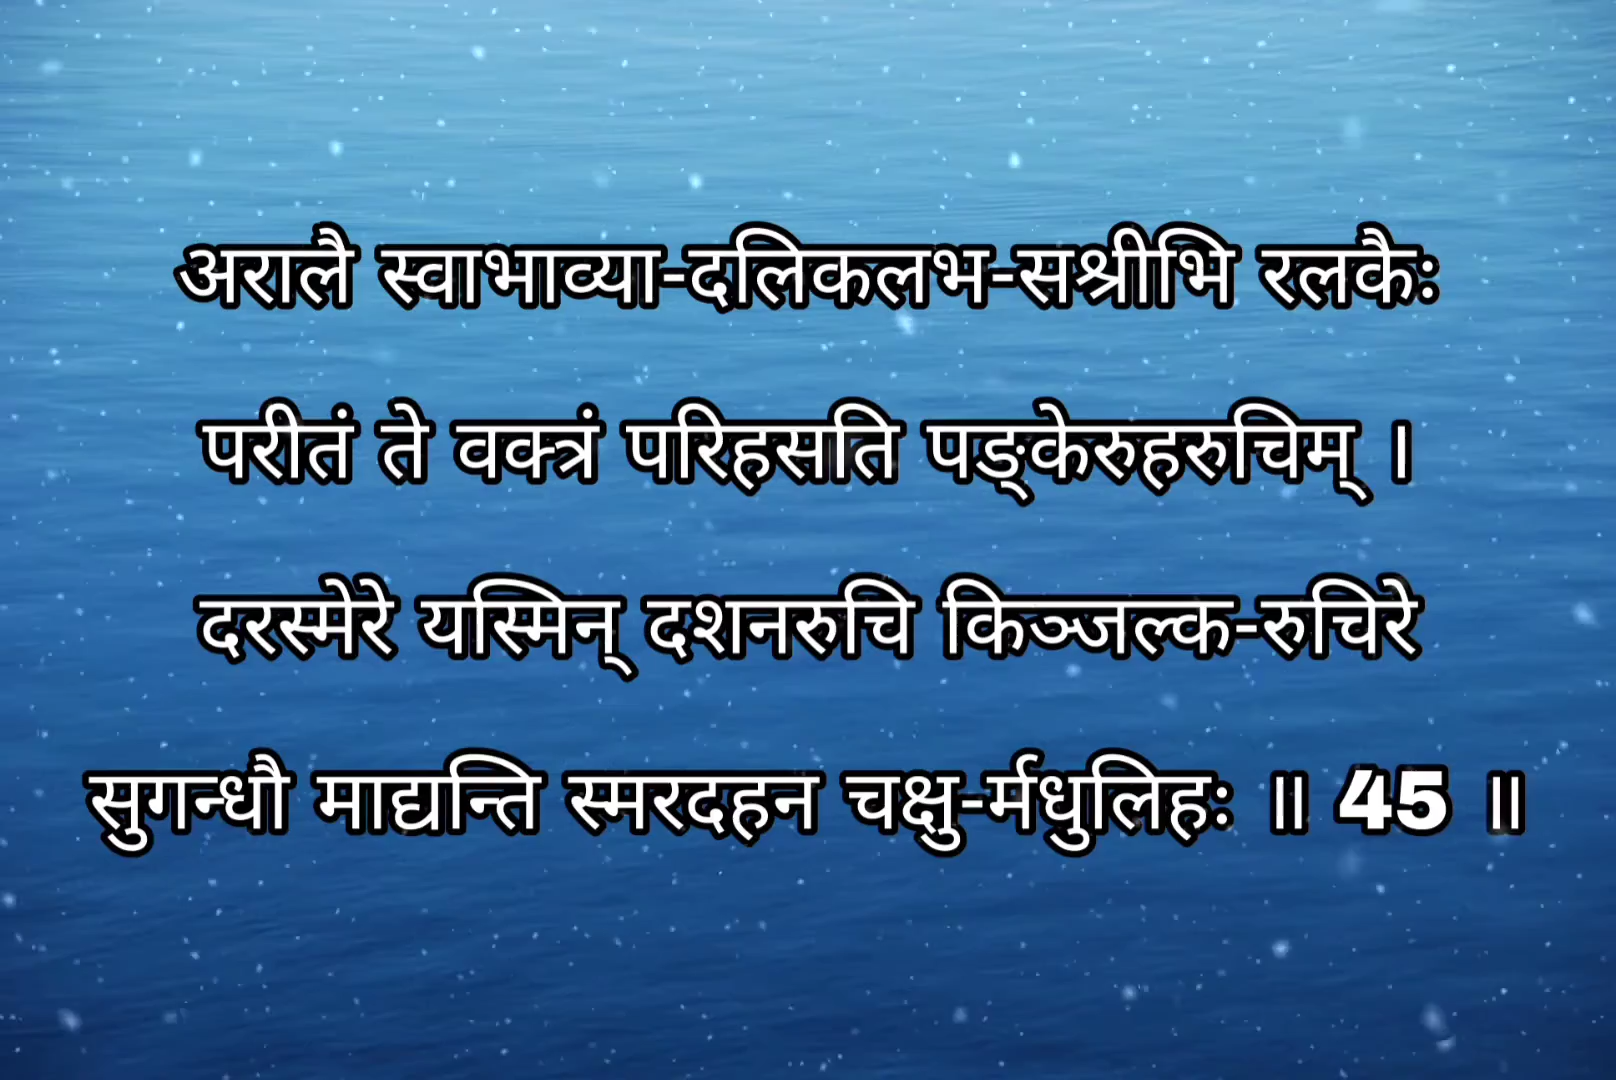 अरालै स्वाभाव्या-दलिकलभ-सश्रीभि रलकैः
परीतं ते वक्त्रं परिहसति पङ्केरुहरुचिम् ।
दरस्मेरे यस्मिन् दशनरुचि किञ्जल्क-रुचिरे
सुगन्धौ माद्यन्ति स्मरदहन चक्षु-र्मधुलिहः ॥ 45 ॥